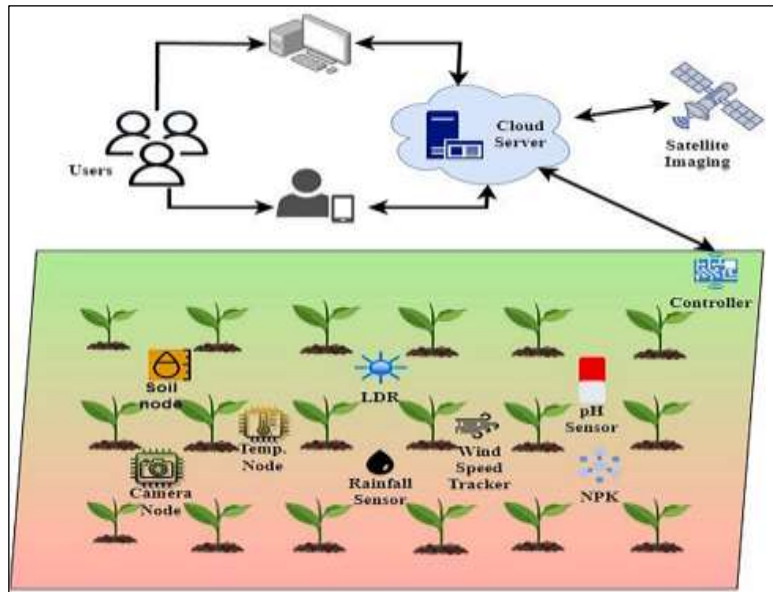 Users
Cloud
Server
Satellite
Imaging
Controller
Soil
node
LDR
pH
Sensor
Temp.
Node
Wind
Speed
Tracker
Camera
Node
Rainfall
Sensor
NPK